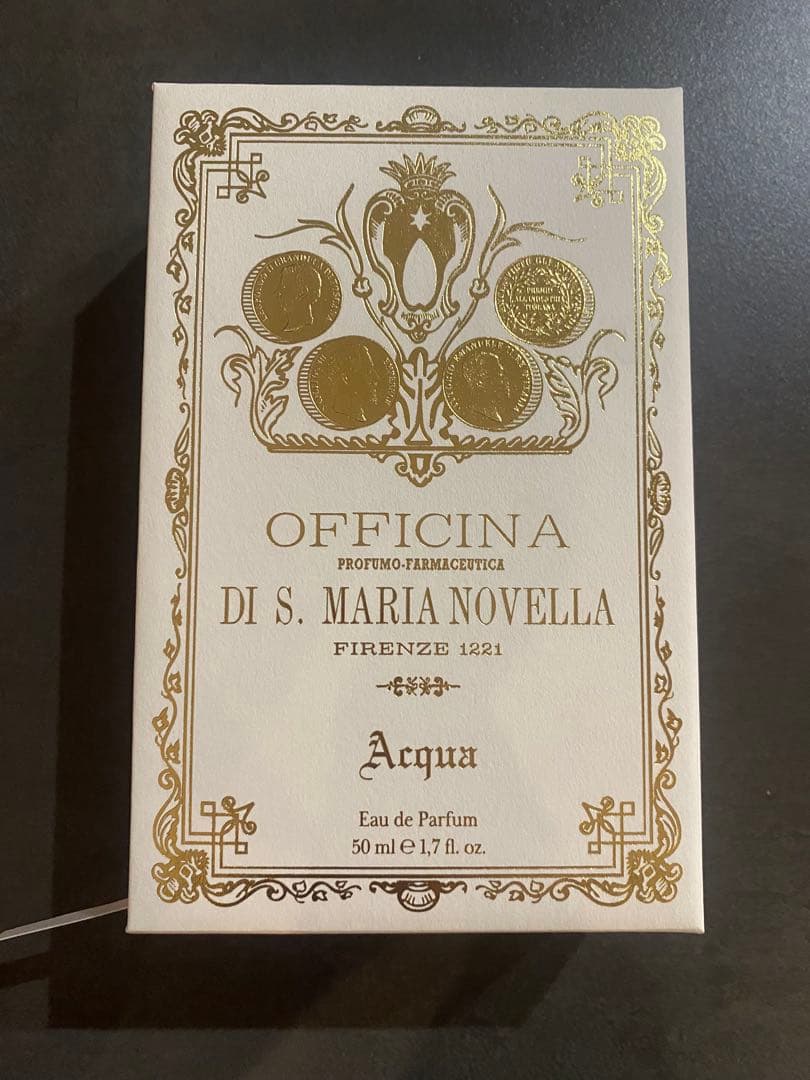 OFFICINA
PROFUMO-FARMACEUTICA
DI S. MARIA NOVELLA
FIRENZE 1221
Acqua
Eau de Parfum
50 ml ℮ 1,7 fl. oz.